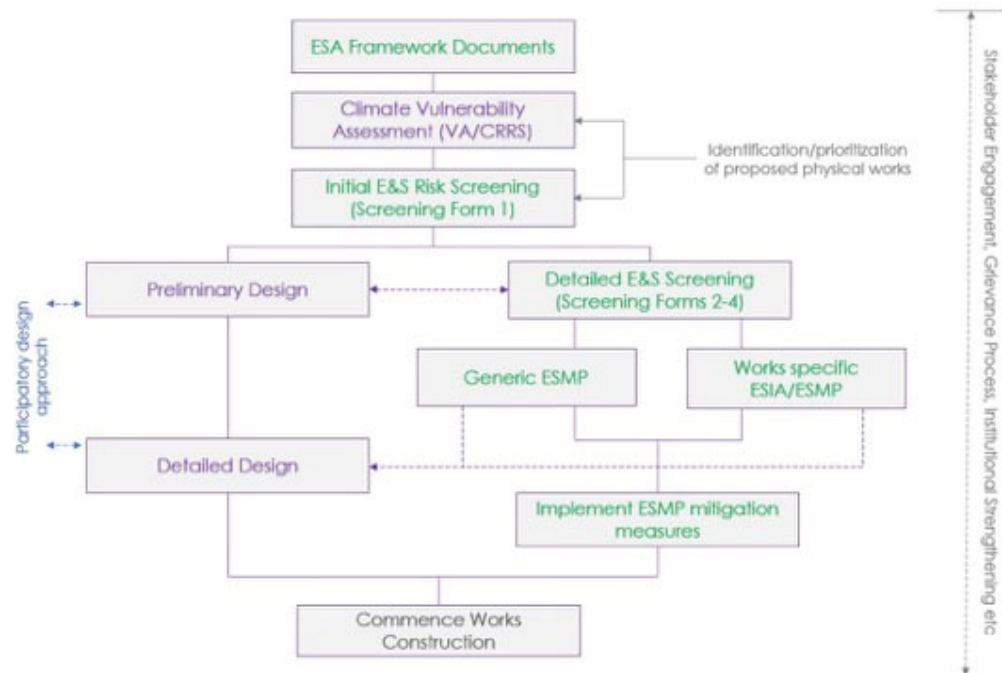 ESA Framework Documents
Climate Vulnerability
Assessment (VA/CRRS)
Identification/prioritization
of proposed physical works
Initial E&S Risk Screening
(Screening Form 1)
Preliminary Design
Detailed E&S Screening
(Screening Forms 2-4)
Participatory design
approach
Generic ESMP
Works specific
ESIA/ESMP
Detailed Design
Implement ESMP mitigation
measures
Commence Works
Construction
Stakeholder Engagement, Grievance Process, Institutional Strengthening etc